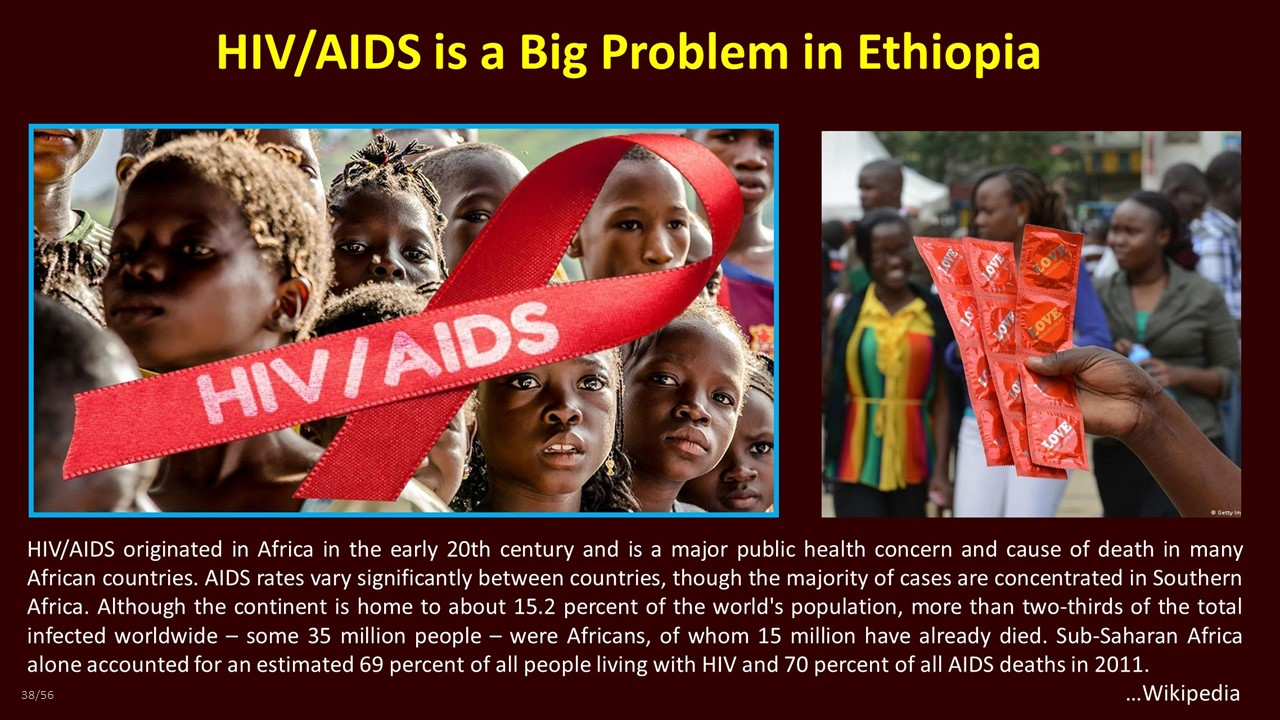 HIV/AIDS is a Big Problem in Ethiopia
HIV/AIDS
LOVE
LOVE
LOVE
LOVE
LOVE
LOVE
© Getty Im
HIV/AIDS originated in Africa in the early 20th century and is a major public health concern and cause of death in many
African countries. AIDS rates vary significantly between countries, though the majority of cases are concentrated in Southern
Africa. Although the continent is home to about 15.2 percent of the world's population, more than two-thirds of the total
infected worldwide – some 35 million people – were Africans, of whom 15 million have already died. Sub-Saharan Africa
alone accounted for an estimated 69 percent of all people living with HIV and 70 percent of all AIDS deaths in 2011.
38/56
...Wikipedia